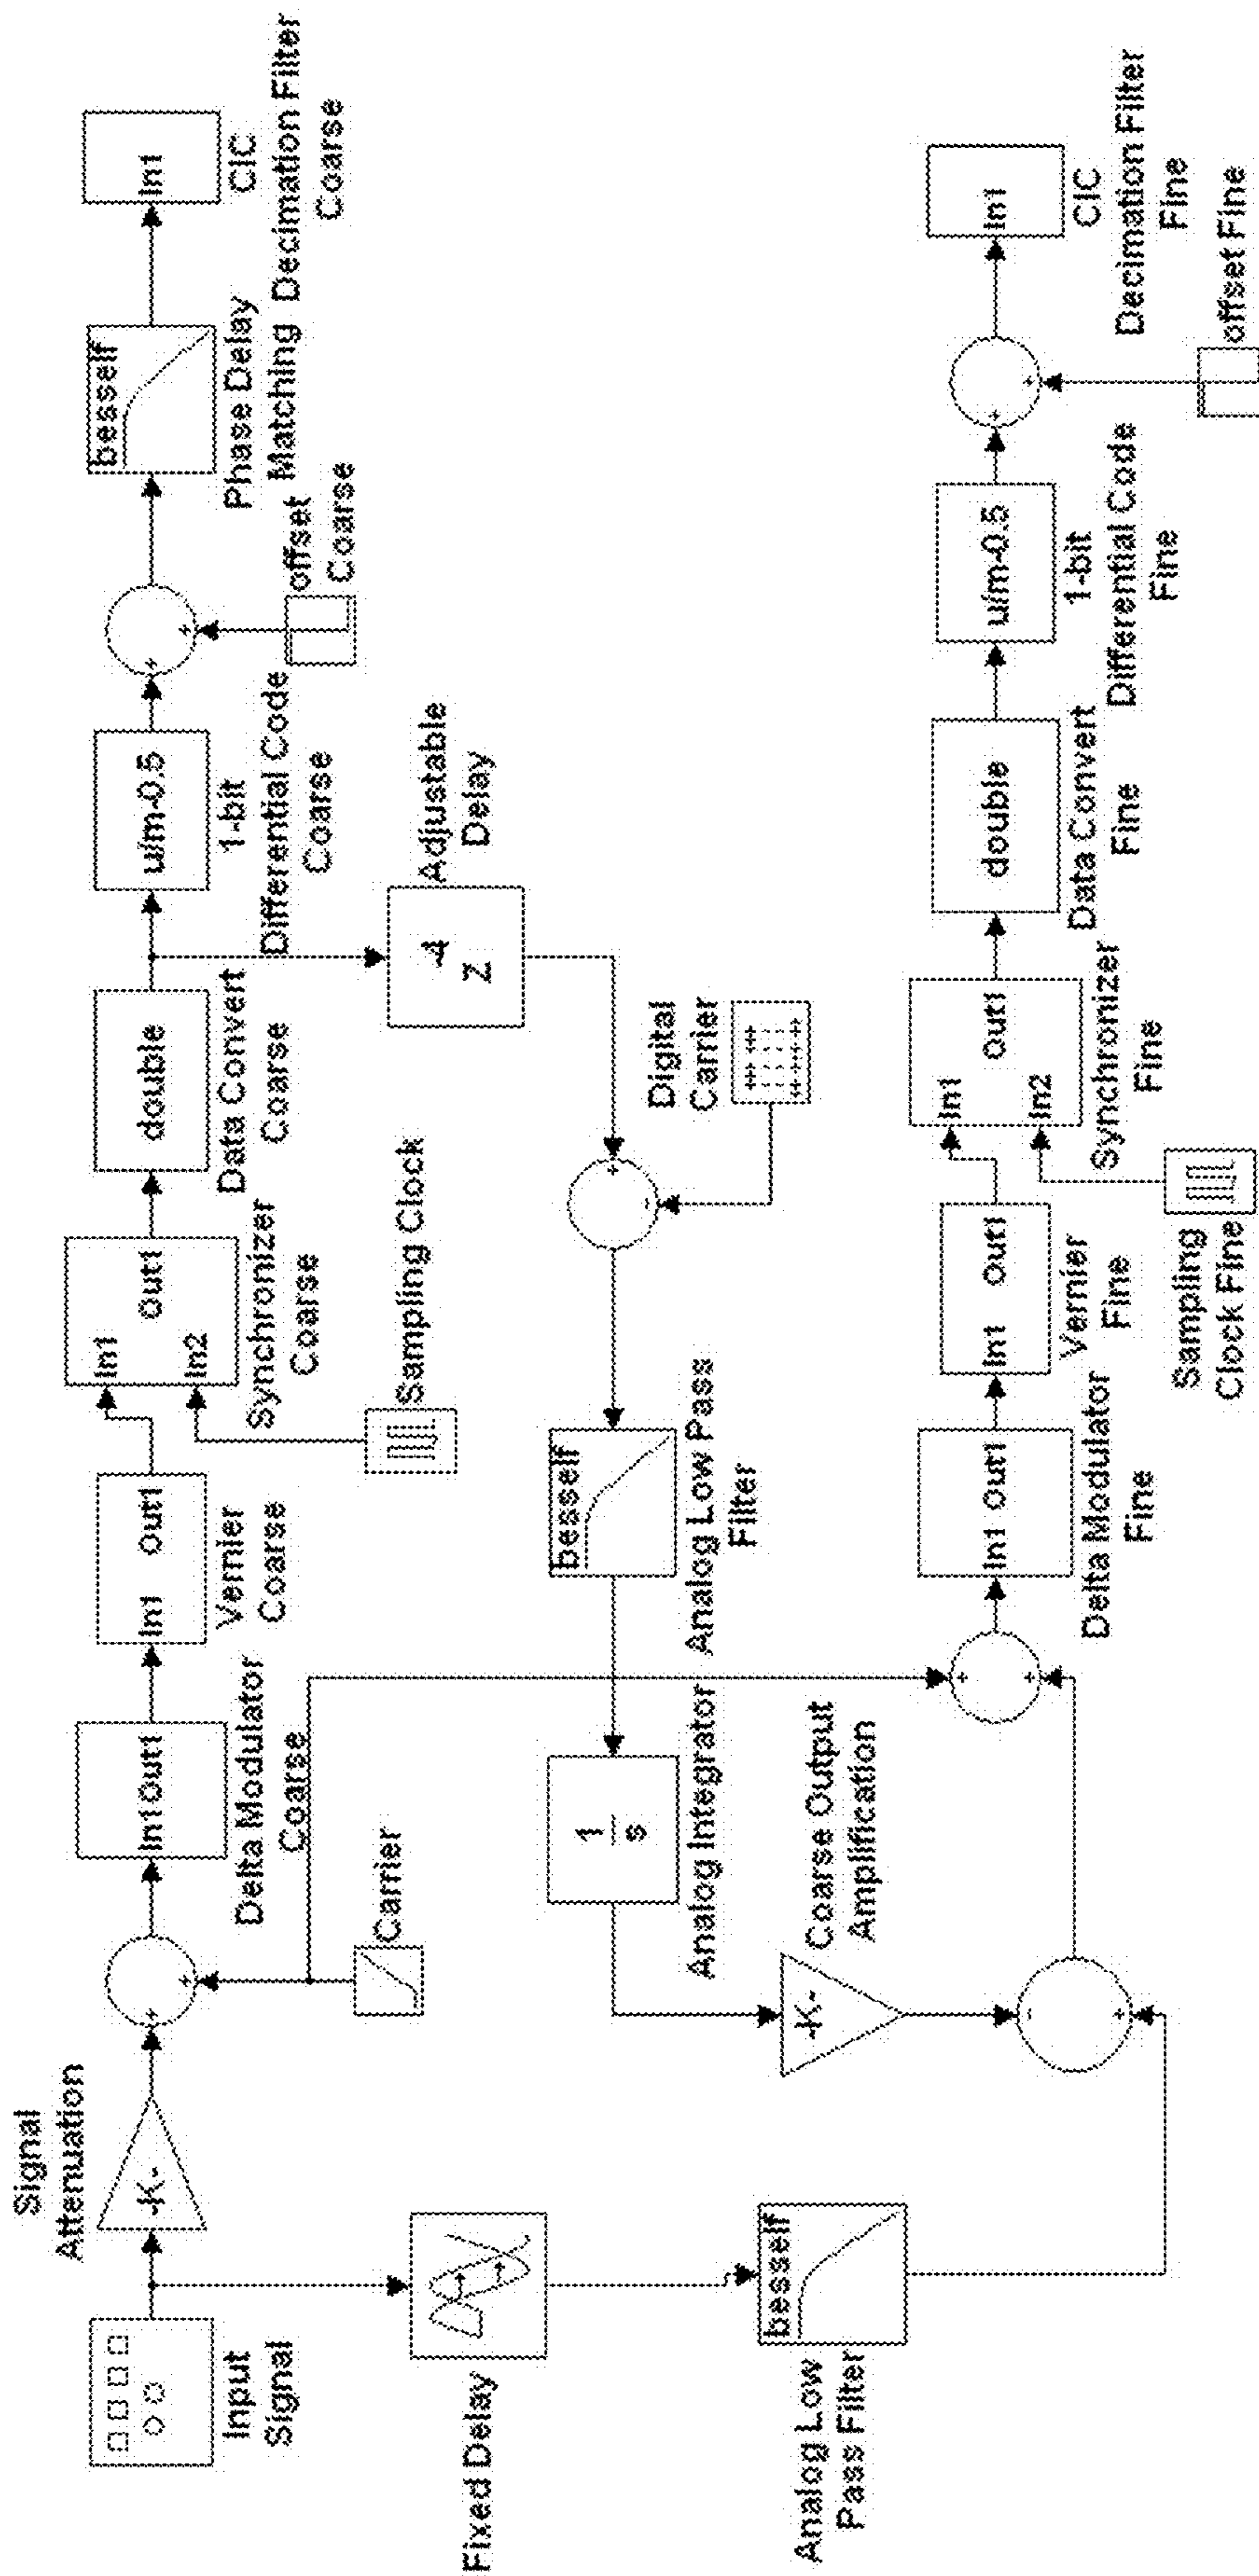 Signal
Attenuation
-K-
Input
Signal
In1
Out1
Delta Modulator
Coarse
In1
Out1
Vernier
Coarse
In1
In2
Out1
Synchronizer
Coarse
double
Data Convert
Coarse
u/m-0.5
1-bit
Differential Code
Coarse
offset
Coarse
besself
Phase Delay
Matching
In1
CIC
Decimation Filter
Coarse
Carrier
Sampling Clock
-4
Z
Adjustable
Delay
Digital
Carrier
besself
Analog Low Pass
Filter
1
s
Analog Integrator
-K-
Coarse Output
Amplification
Fixed Delay
besself
Analog Low
Pass Filter
In1
Out1
Delta Modulator
Fine
In1
Out1
Vernier
Fine
Sampling
Clock Fine
In1
In2
Out1
Synchronizer
Fine
double
Data Convert
Fine
u/m-0.5
1-bit
Differential Code
Fine
offset Fine
In1
CIC
Decimation Filter
Fine